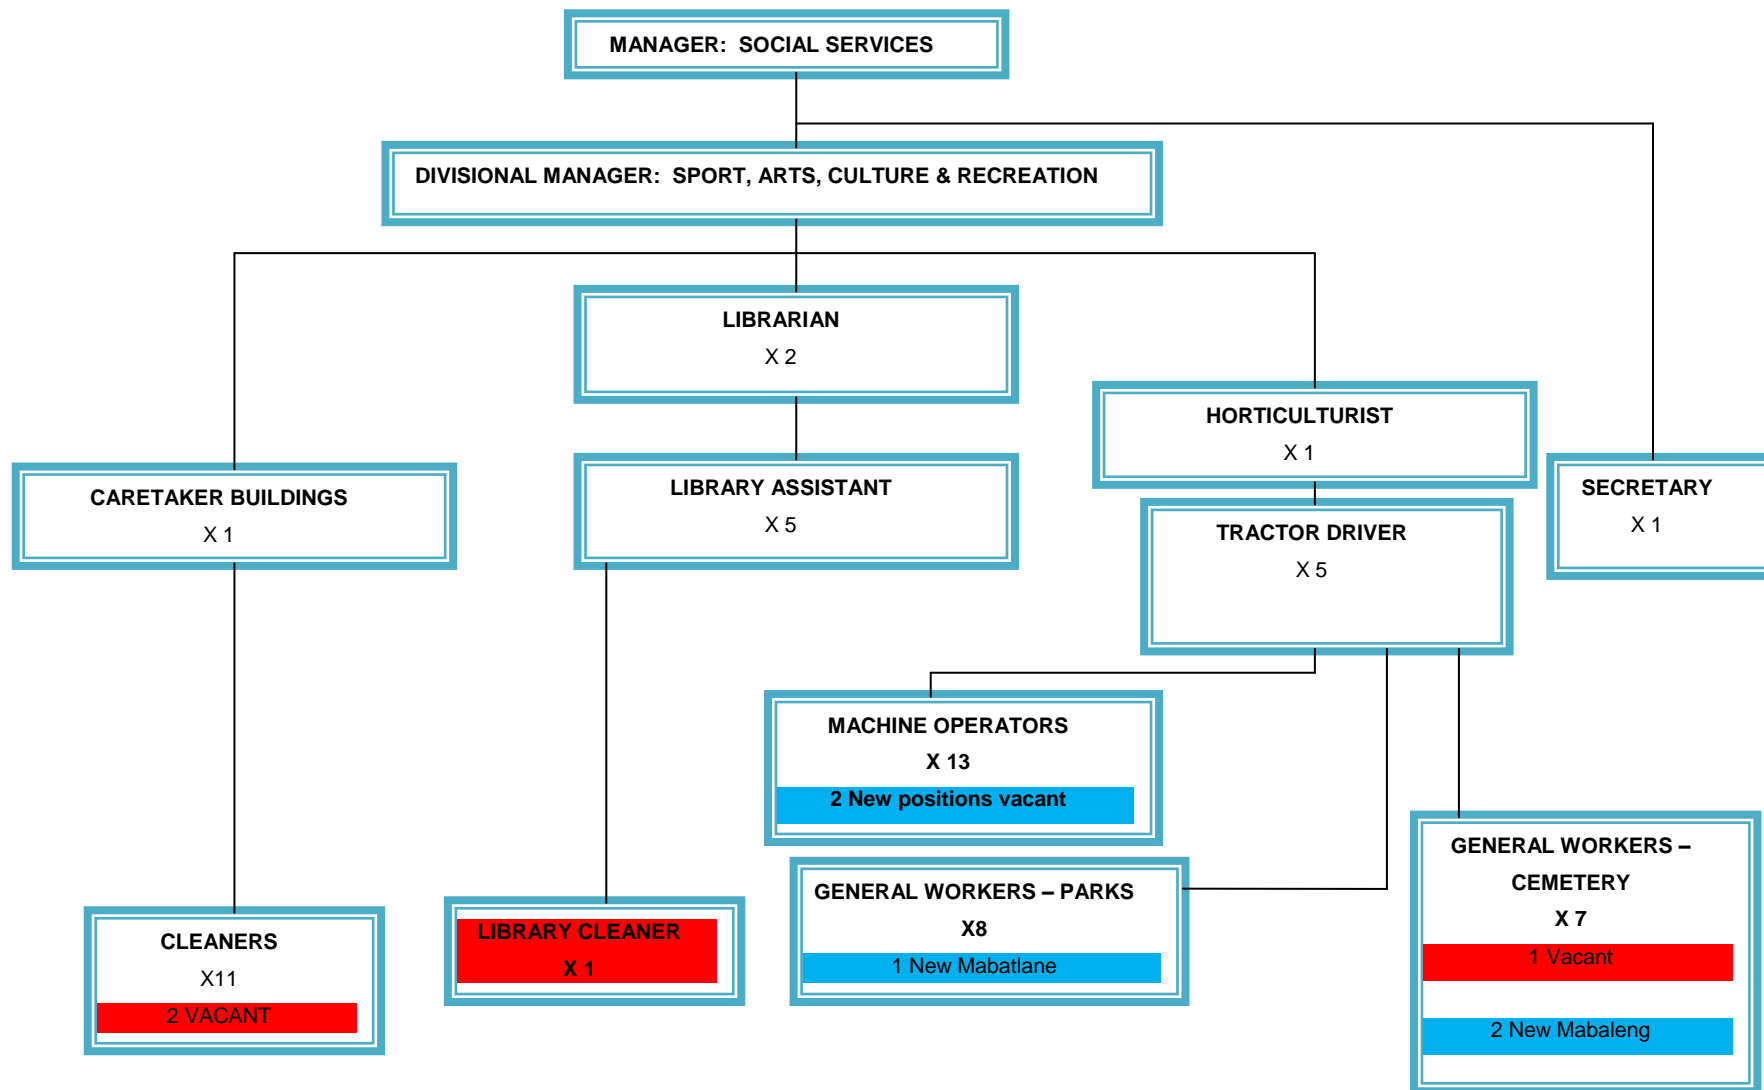 MANAGER: SOCIAL SERVICES
DIVISIONAL MANAGER: SPORT, ARTS, CULTURE & RECREATION
LIBRARIAN
X 2
HORTICULTURIST
X 1
CARETAKER BUILDINGS
X 1
LIBRARY ASSISTANT
X 5
TRACTOR DRIVER
X 5
SECRETARY
X 1
MACHINE OPERATORS
X 13
2 New positions vacant
GENERAL WORKERS – PARKS
X8
1 New Mabatlane
GENERAL WORKERS –
CEMETERY
X 7
1 Vacant
2 New Mabaleng
CLEANERS
X11
2 VACANT
LIBRARY CLEANER
X 1